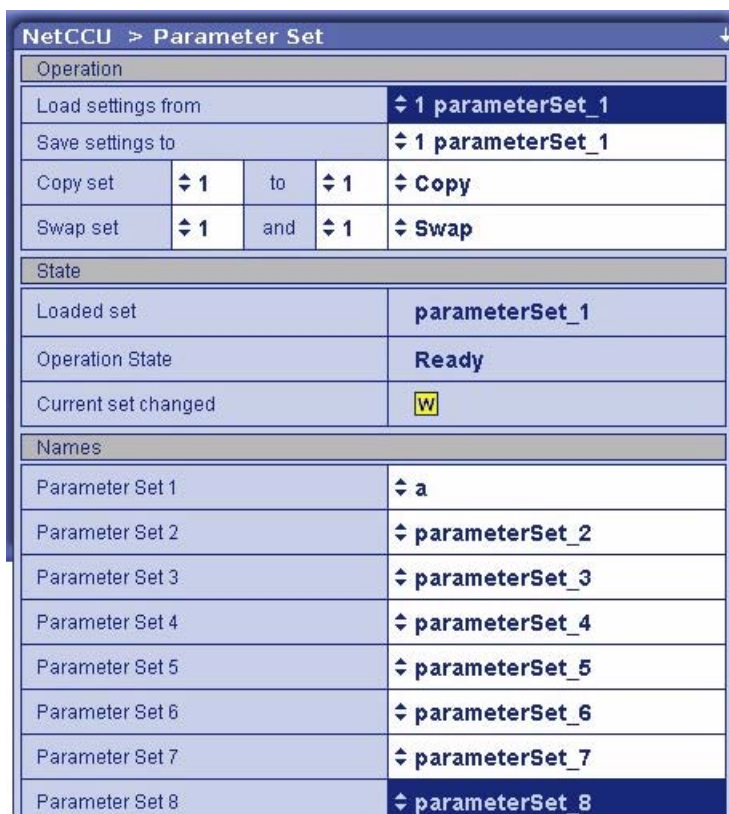 NetCCU > Parameter Set
Operation
Load settings from 1 parameterSet_1
Save settings to 1 parameterSet_1
Copy set 1 to 1 Copy
Swap set 1 and 1 Swap
State
Loaded set parameterSet_1
Operation State Ready
Current set changed W
Names
Parameter Set 1 a
Parameter Set 2 parameterSet_2
Parameter Set 3 parameterSet_3
Parameter Set 4 parameterSet_4
Parameter Set 5 parameterSet_5
Parameter Set 6 parameterSet_6
Parameter Set 7 parameterSet_7
Parameter Set 8 parameterSet_8